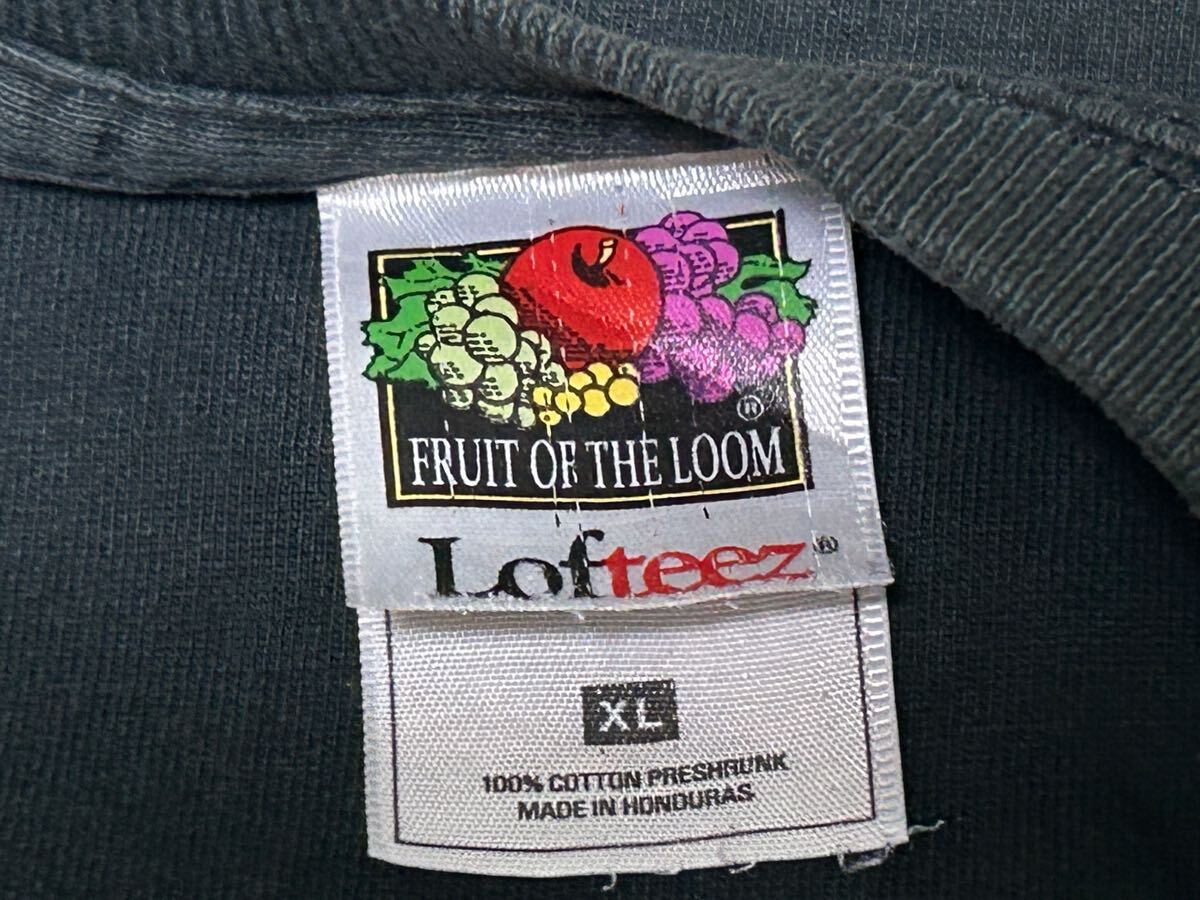 ®
FRUIT OF THE LOOM
Lofteez®
XL
100% COTTON PRESHRUNK
MADE IN HONDURAS